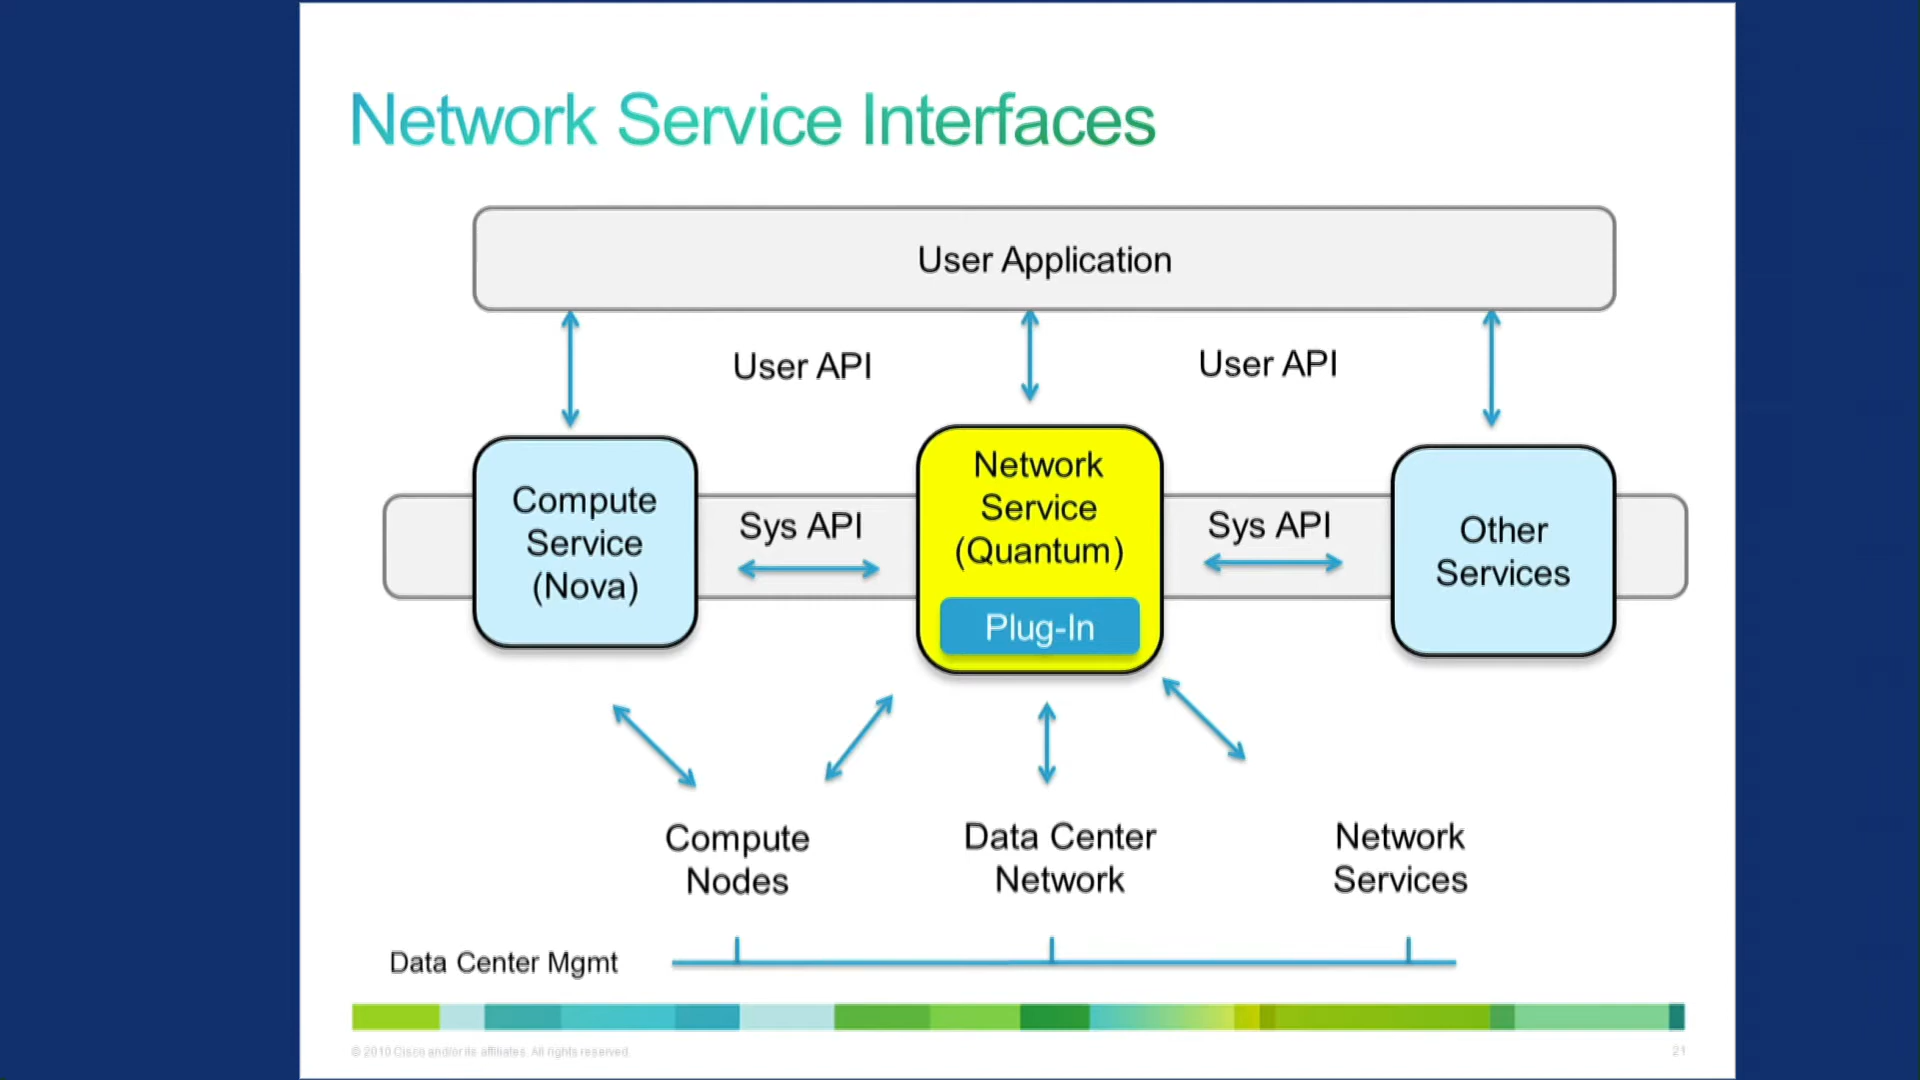 Network Service Interfaces
User Application
User API
User API
Compute
Service
(Nova)
Sys API
Network
Service
(Quantum)
Plug-In
Sys API
Other
Services
Compute
Nodes
Data Center
Network
Network
Services
Data Center Mgmt
© 2010 Cisco and/or its affiliates. All rights reserved.
21